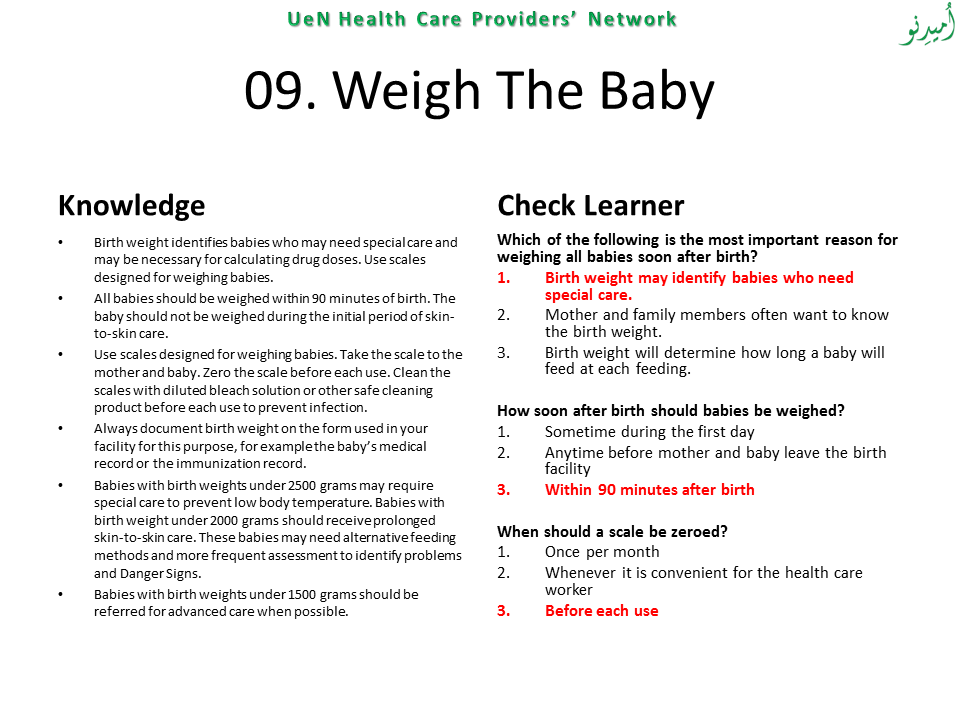 UeN Health Care Providers’ Network
اُمیدِنو
09. Weigh The Baby
Knowledge
• Birth weight identifies babies who may need special care and
may be necessary for calculating drug doses. Use scales
designed for weighing babies.
• All babies should be weighed within 90 minutes of birth. The
baby should not be weighed during the initial period of skin-
to-skin care.
• Use scales designed for weighing babies. Take the scale to the
mother and baby. Zero the scale before each use. Clean the
scales with diluted bleach solution or other safe cleaning
product before each use to prevent infection.
• Always document birth weight on the form used in your
facility for this purpose, for example the baby’s medical
record or the immunization record.
• Babies with birth weights under 2500 grams may require
special care to prevent low body temperature. Babies with
birth weight under 2000 grams should receive prolonged
skin-to-skin care. These babies may need alternative feeding
methods and more frequent assessment to identify problems
and Danger Signs.
• Babies with birth weights under 1500 grams should be
referred for advanced care when possible.
Check Learner
Which of the following is the most important reason for
weighing all babies soon after birth?
1. Birth weight may identify babies who need
special care.
2. Mother and family members often want to know
the birth weight.
3. Birth weight will determine how long a baby will
feed at each feeding.
How soon after birth should babies be weighed?
1. Sometime during the first day
2. Anytime before mother and baby leave the birth
facility
3. Within 90 minutes after birth
When should a scale be zeroed?
1. Once per month
2. Whenever it is convenient for the health care
worker
3. Before each use